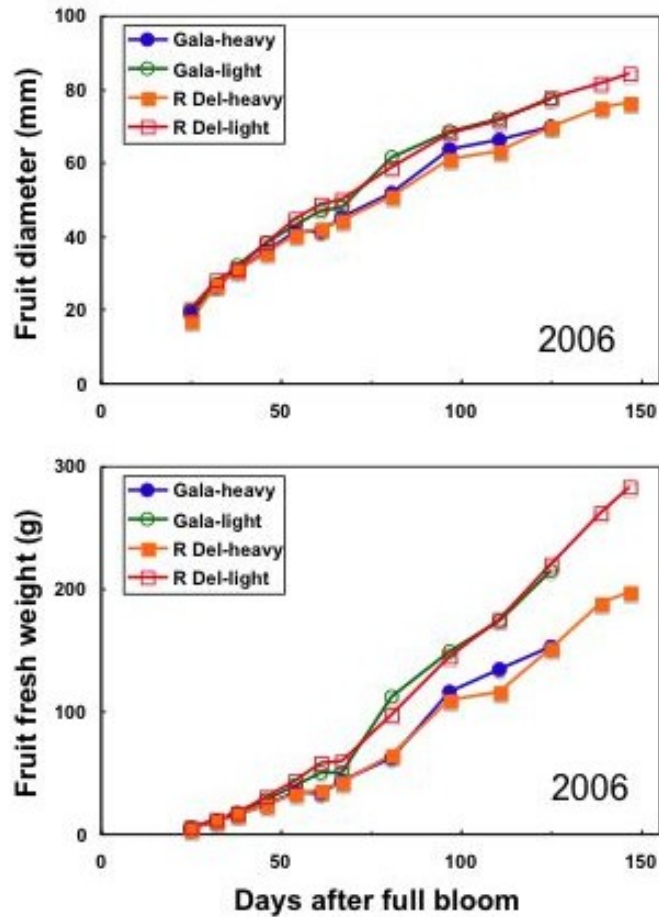 100
80
60
40
20
0
Fruit diameter (mm)
Gala-heavy
Gala-light
R Del-heavy
R Del-light
2006
0 50 100 150
300
200
100
0
Fruit fresh weight (g)
Gala-heavy
Gala-light
R Del-heavy
R Del-light
2006
0 50 100 150
Days after full bloom